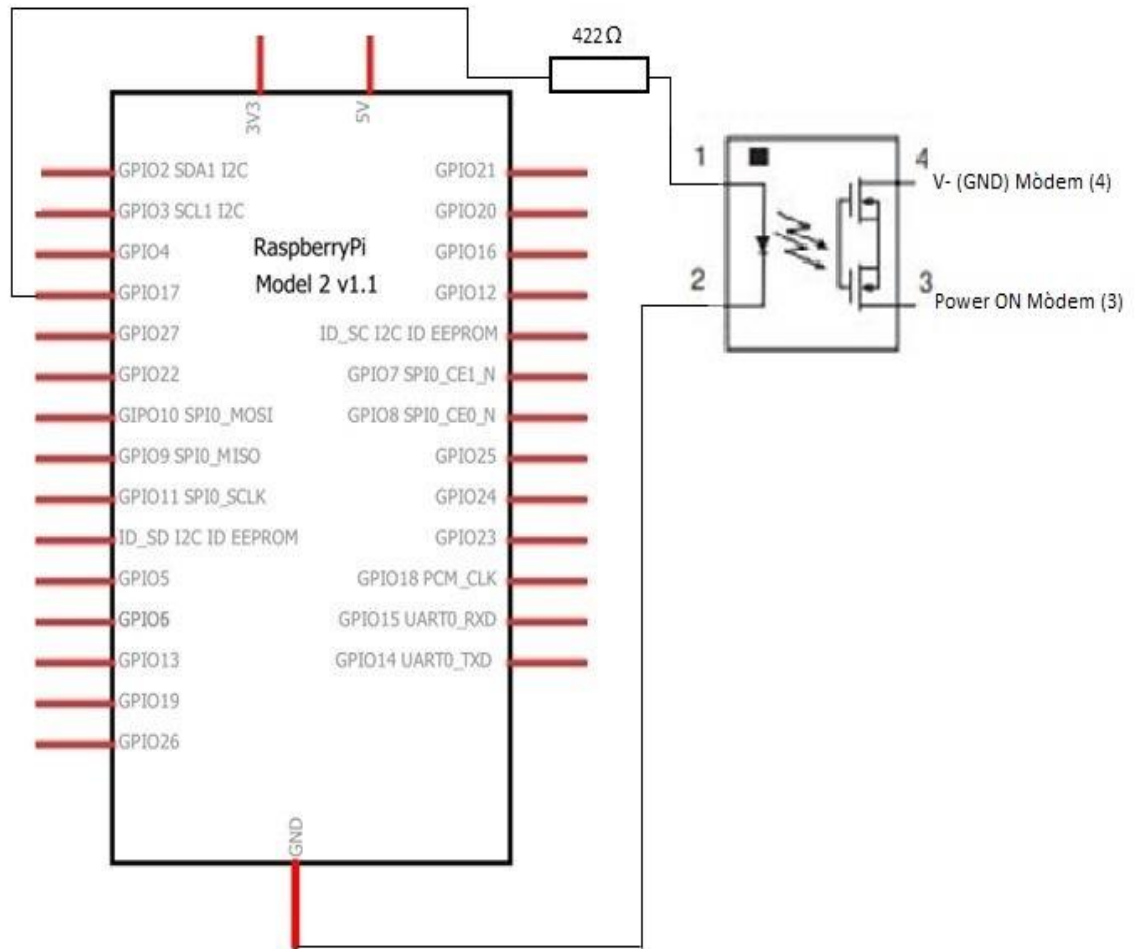 422Ω
3V3
5V
GPIO2 SDA1 I2C
GPIO3 SCL1 I2C
GPIO4
GPIO17
GPIO27
GPIO22
GIPO10 SPI0_MOSI
GPIO9 SPI0_MISO
GPIO11 SPI0_SCLK
ID_SD I2C ID EEPROM
GPIO5
GPIO6
GPIO13
GPIO19
GPIO26
RaspberryPi
Model 2 v1.1
GPIO21
GPIO20
GPIO16
GPIO12
ID_SC I2C ID EEPROM
GPIO7 SPI0_CE1_N
GPIO8 SPI0_CE0_N
GPIO25
GPIO24
GPIO23
GPIO18 PCM_CLK
GPIO15 UART0_RXD
GPIO14 UART0_TXD
GND
1
2
4
V- (GND) Mòdem (4)
3
Power ON Mòdem (3)